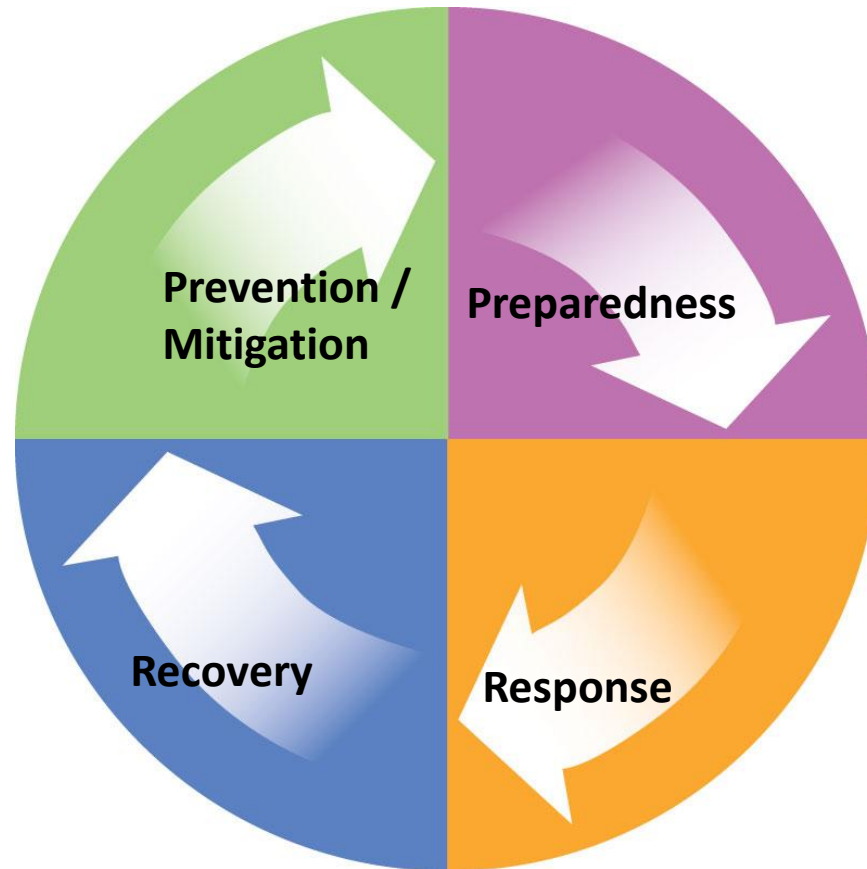 Prevention /
Mitigation
Preparedness
Recovery
Response